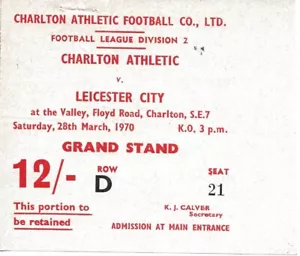 CHARLTON ATHLETIC FOOTBALL CO., LTD.
FOOTBALL LEAGUE DIVISION 2
CHARLTON ATHLETIC
v.
LEICESTER CITY
at the Valley, Floyd Road, Charlton, S.E.7
Saturday, 28th March, 1970 K.O. 3 p.m.
GRAND STAND
12/- ROW D SEAT 21
This portion to be retained
K. J. CALVER
Secretary
ADMISSION AT MAIN ENTRANCE